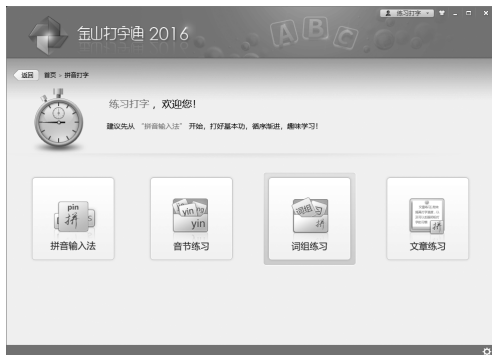 练习打字
金山打字通 2016
A B C
返回 首页 > 拼音打字
练习打字，欢迎您！
建议先从 “拼音输入法” 开始，打好基本功，循序渐进，趣味学习！
pin
拼
拼音输入法
yin
yin
音节练习
词组 习
拼
词组练习
拼
文章练习